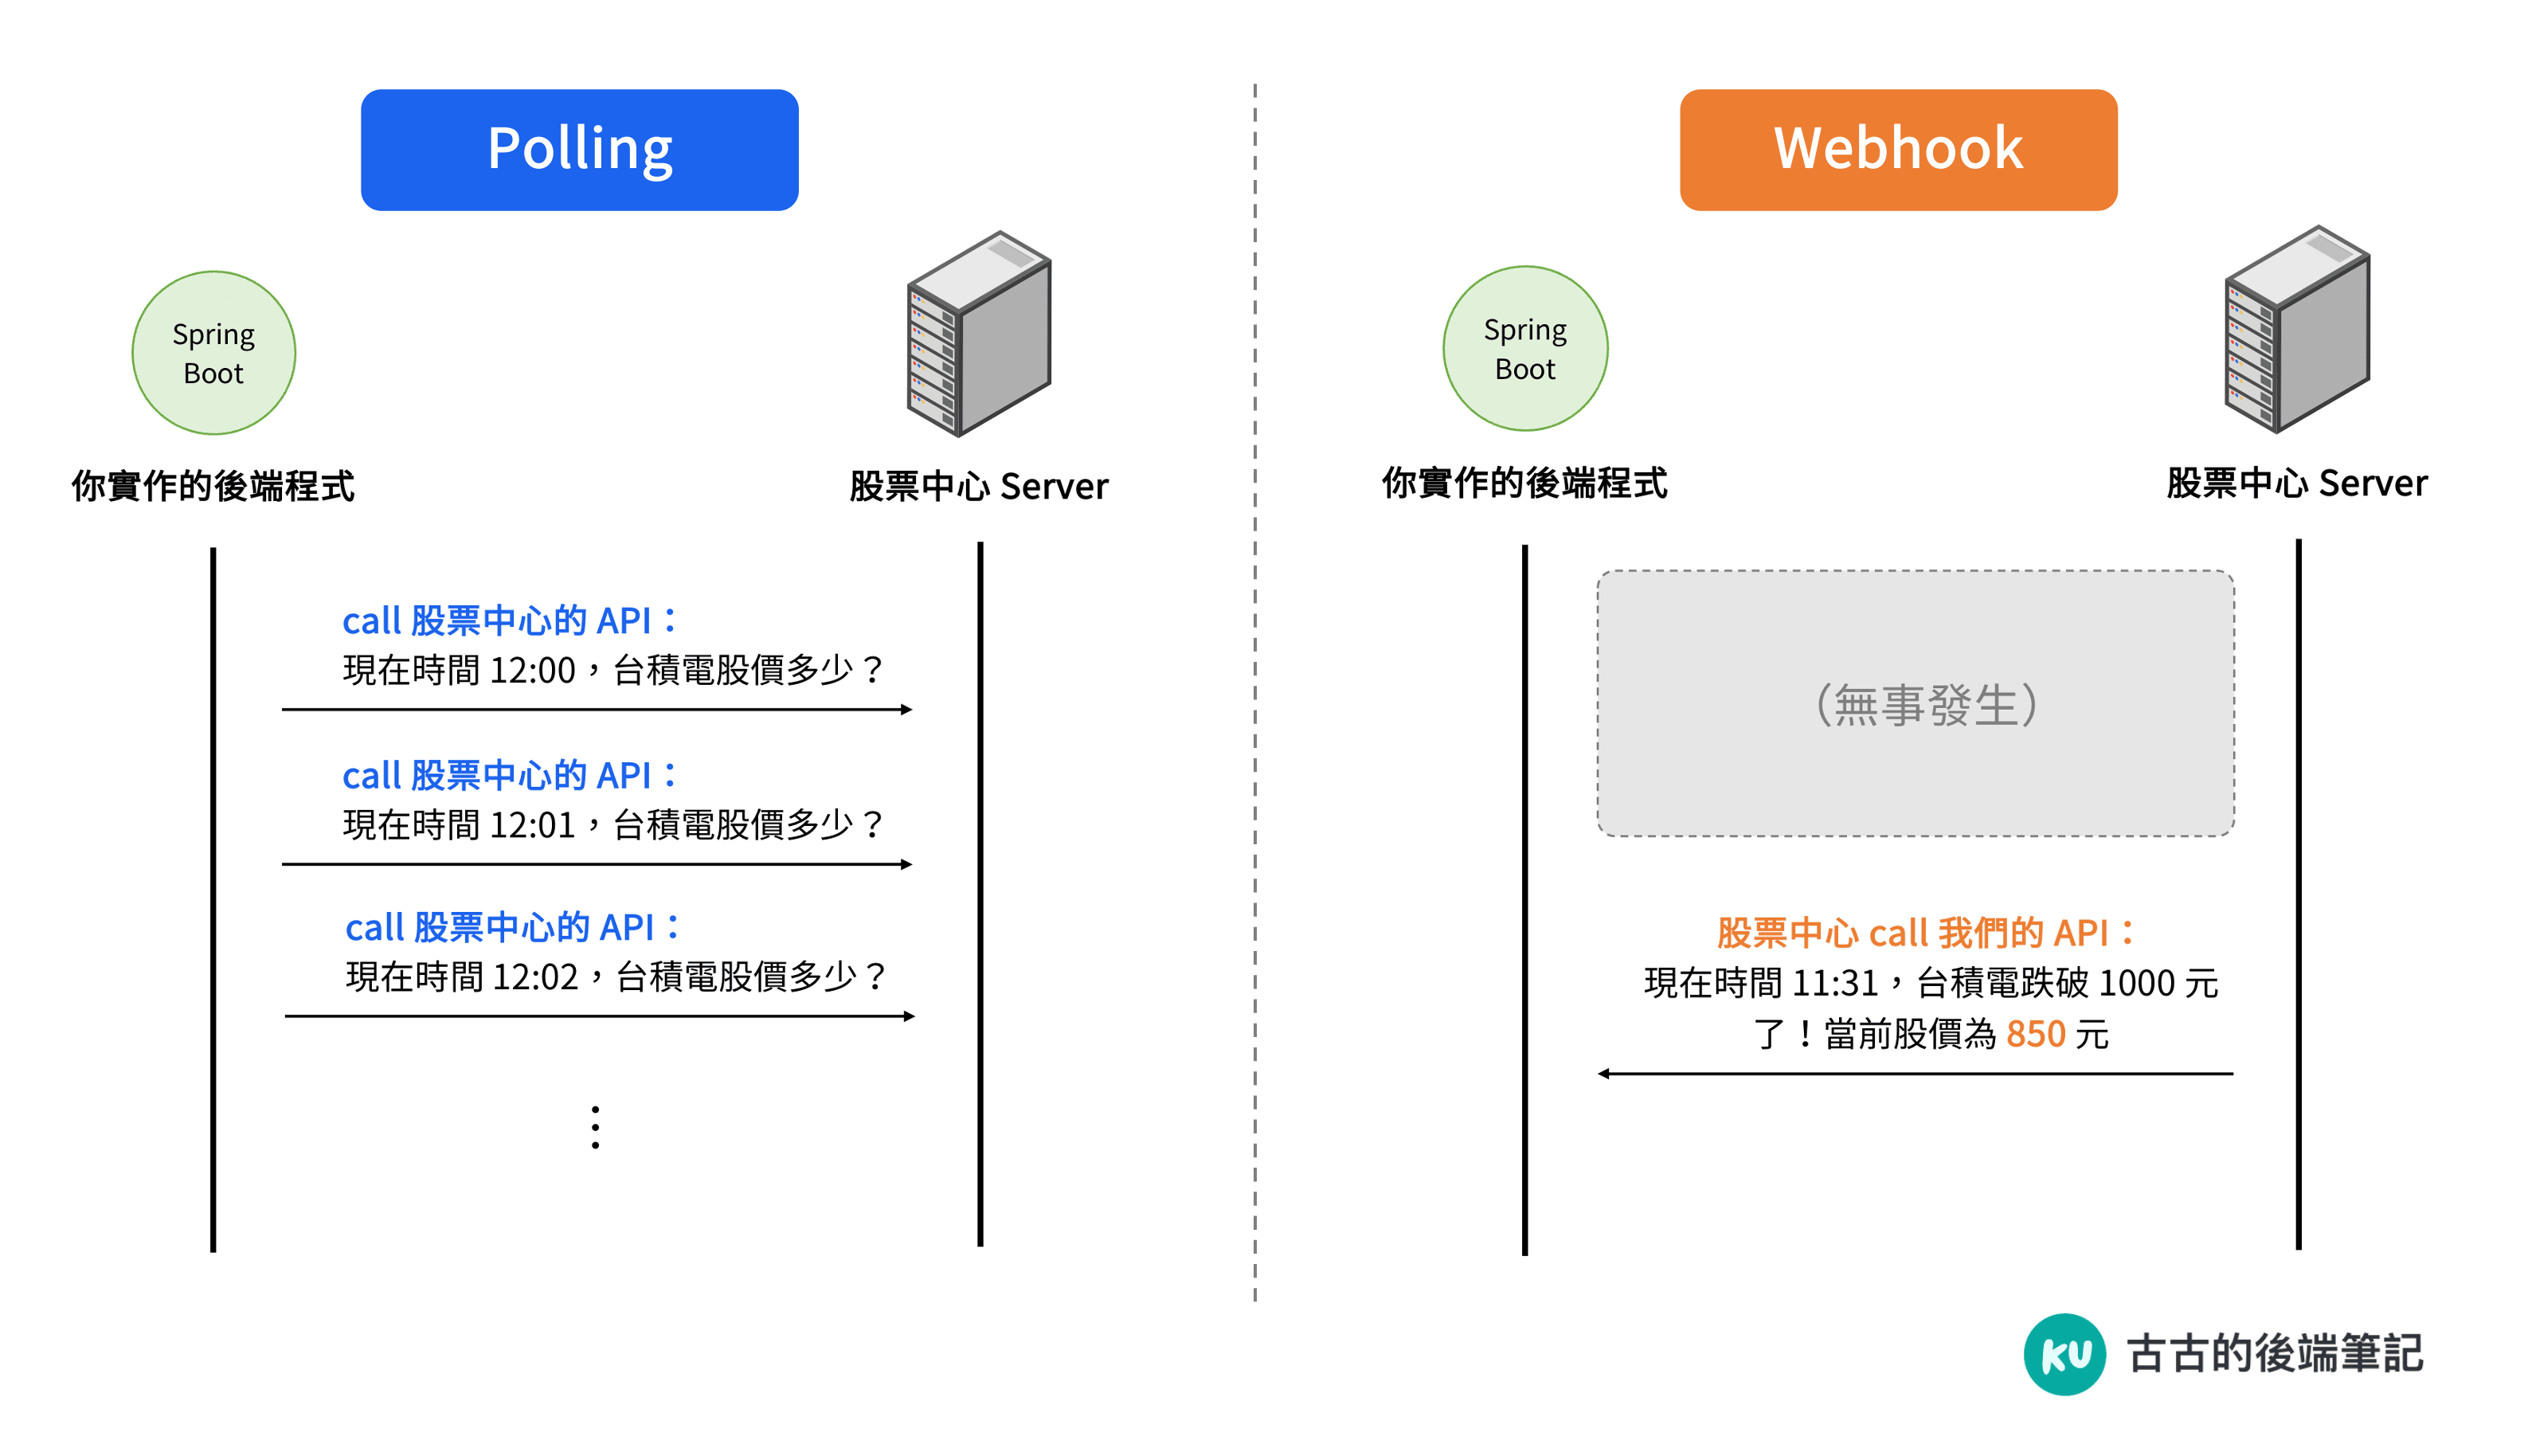 Polling
Spring
Boot
你實作的後端程式
股票中心 Server
call 股票中心的 API：
現在時間 12:00，台積電股價多少？
call 股票中心的 API：
現在時間 12:01，台積電股價多少？
call 股票中心的 API：
現在時間 12:02，台積電股價多少？
Webhook
Spring
Boot
你實作的後端程式
股票中心 Server
（無事發生）
股票中心 call 我們的 API：
現在時間 11:31，台積電跌破 1000 元
了！當前股價為 850 元
KU 古古的後端筆記